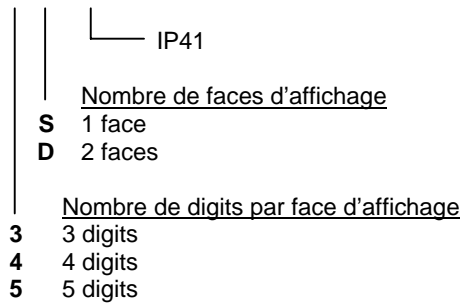 IP41
Nombre de faces d'affichage
S 1 face
D 2 faces
Nombre de digits par face d'affichage
3 3 digits
4 4 digits
5 5 digits